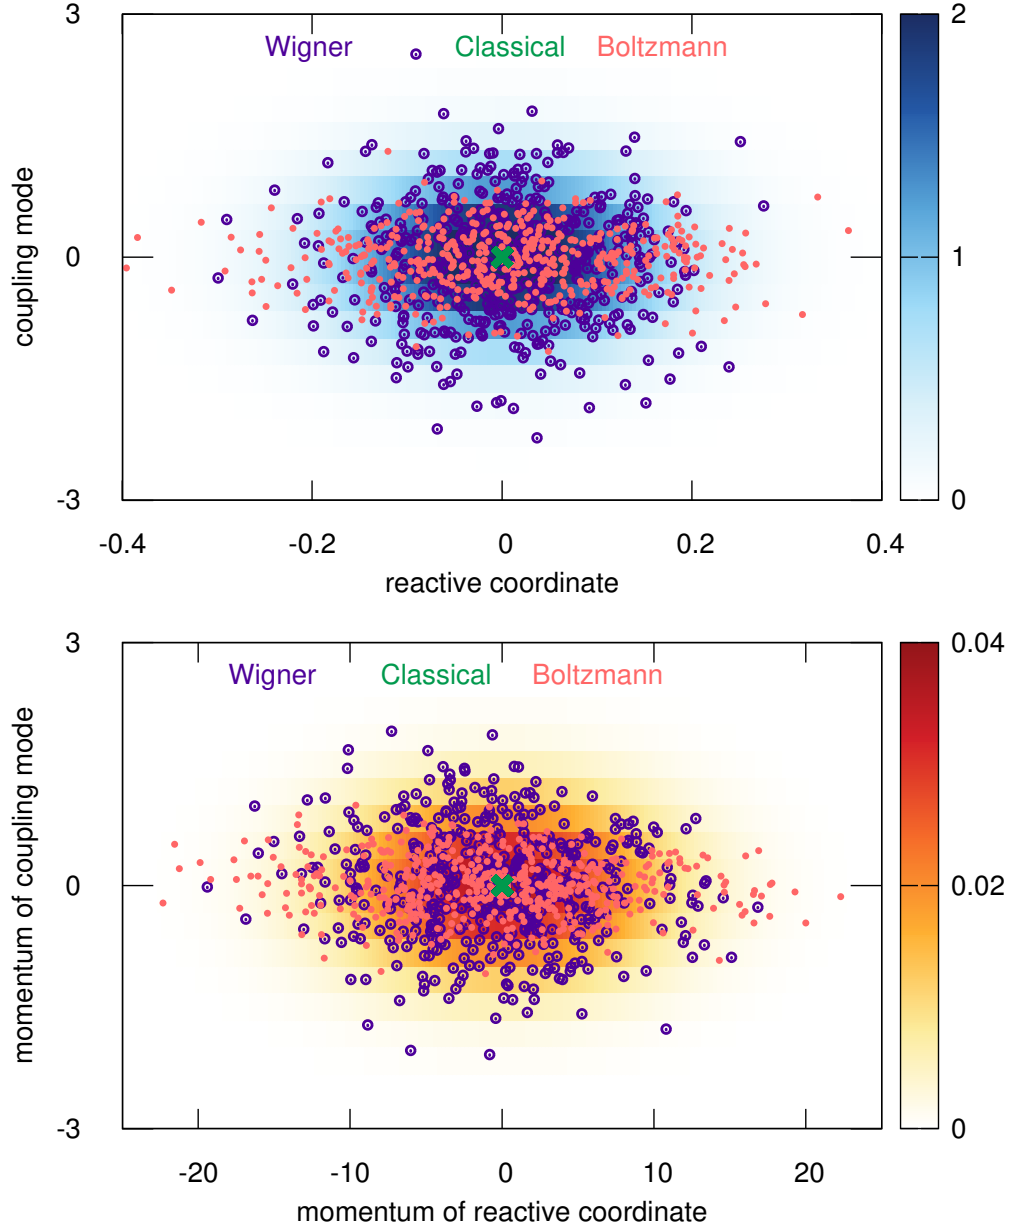 3
2
Wigner Classical Boltzmann
coupling mode
0
1
-3
0
-0.4 -0.2 0 0.2 0.4
reactive coordinate
3
0.04
Wigner Classical Boltzmann
momentum of coupling mode
0
0.02
-3
0
-20 -10 0 10 20
momentum of reactive coordinate